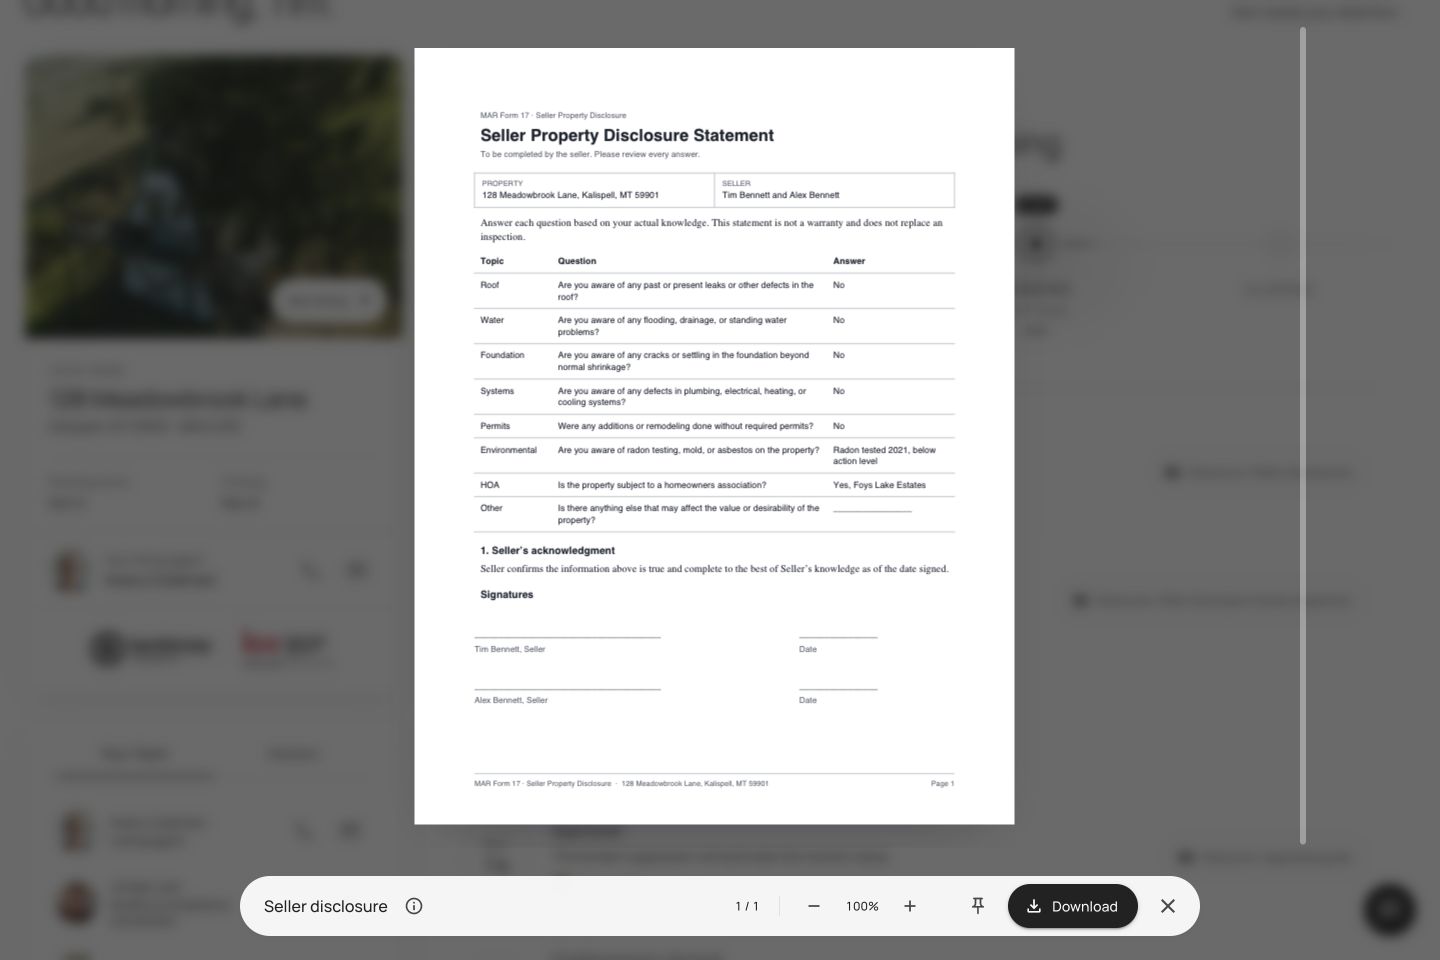 Good morning, Tim.
MAR Form 17 · Seller Property Disclosure
Seller Property Disclosure Statement
To be completed by the seller. Please review every answer.
PROPERTY
128 Meadowbrook Lane, Kalispell, MT 59901
SELLER
Tim Bennett and Alex Bennett
Answer each question based on your actual knowledge. This statement is not a warranty and does not replace an
inspection.
Topic Question Answer
Roof Are you aware of any past or present leaks or other defects in the No
roof?
Water Are you aware of any flooding, drainage, or standing water No
problems?
Foundation Are you aware of any cracks or settling in the foundation beyond No
normal shrinkage?
Systems Are you aware of any defects in plumbing, electrical, heating, or No
cooling systems?
Permits Were any additions or remodeling done without required permits? No
Environmental Are you aware of radon testing, mold, or asbestos on the property? Radon tested 2021, below
action level
HOA Is the property subject to a homeowners association? Yes, Foys Lake Estates
Other Is there anything else that may affect the value or desirability of the
property?
1. Seller's acknowledgment
Seller confirms the information above is true and complete to the best of Seller's knowledge as of the date signed.
Signatures
Tim Bennett, Seller Date
Alex Bennett, Seller Date
MAR Form 17 · Seller Property Disclosure · 128 Meadowbrook Lane, Kalispell, MT 59901 Page 1
128 Meadowbrook Lane
Seller disclosure 1 / 1 100% Download